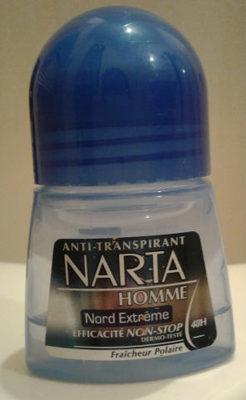 ANTI-TRANSPIRANT
NARTA
HOMME
Nord Extrême
EFFICACITÉ NON-STOP 48H
DERMO-TESTÉ
Fraîcheur Polaire